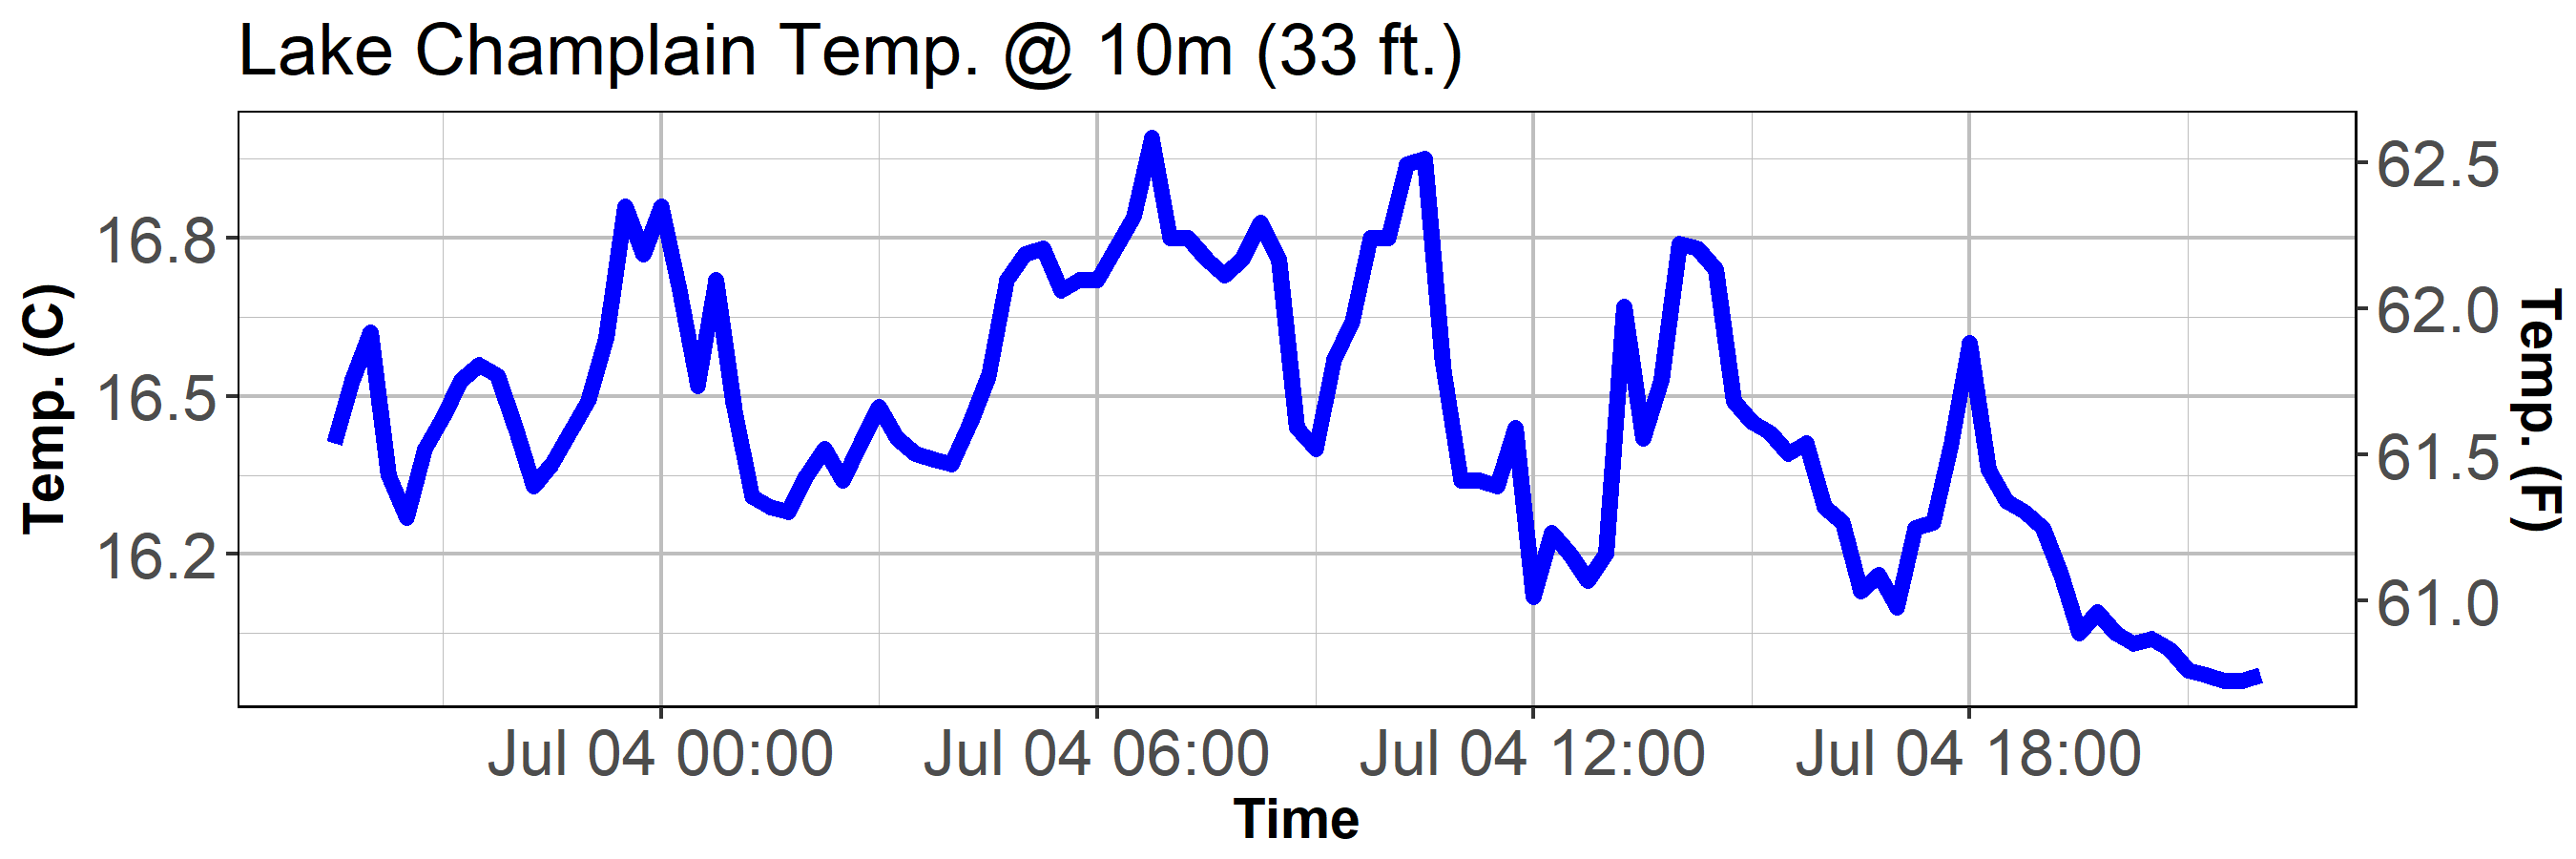 Lake Champlain Temp. @ 10m (33 ft.)
Temp. (C)
16.8
16.5
16.2
62.5
62.0
61.5
61.0
Temp. (F)
Jul 04 00:00 Jul 04 06:00 Jul 04 12:00 Jul 04 18:00
Time